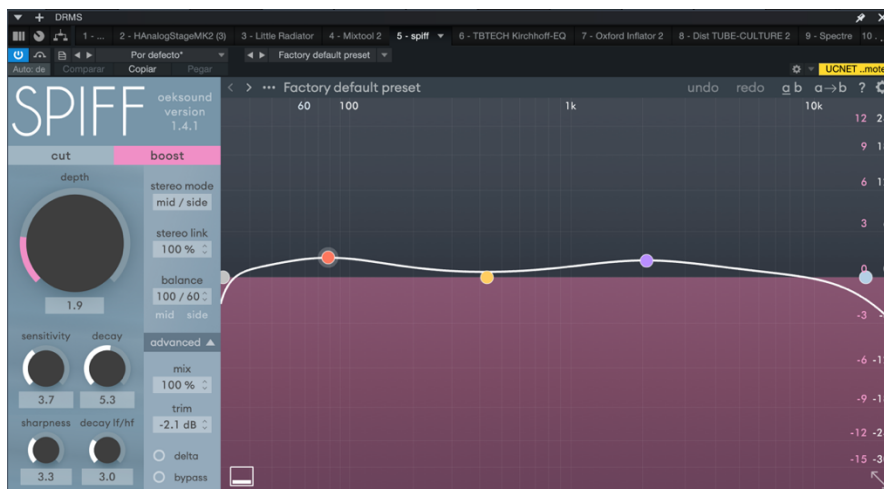 DRMS
1 - ... 2 - HAnalogStageMK2 (3) 3 - Little Radiator 4 - Mixtool 2 5 - spiff 6 - TBTECH Kirchhoff-EQ 7 - Oxford Inflator 2 8 - Dist TUBE-CULTURE 2 9 - Spectre 10
Por defecto* Factory default preset
Auto: de Comparar Copiar Pegar UCNET ..mote
SPIFF
oeksound
version
1.4.1
Factory default preset undo redo a b a→b ?
60 100 1k 10k
cut boost
depth
1.9
stereo mode
mid / side
stereo link
100 %
balance
100 / 60
mid side
sensitivity decay
3.7 5.3
advanced
mix
100 %
trim
-2.1 dB
sharpness decay lf/hf
3.3 3.0
delta
bypass
12
9
6
3
0
-3
-6
-9
-12
-15